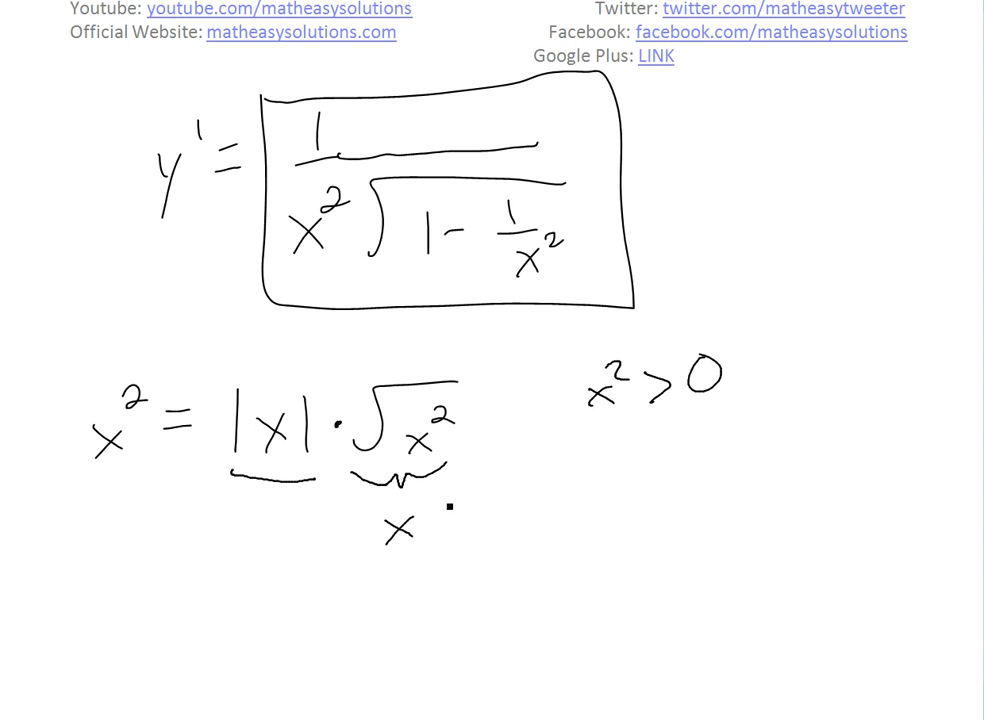 Youtube: youtube.com/matheasysolutions Twitter: twitter.com/matheasytweeter
Official Website: matheasysolutions.com Facebook: facebook.com/matheasysolutions
Google Plus: LINK
y' = 1 / (x² √(1 - 1/x²))
x² = |x| · √x² x² > 0
x